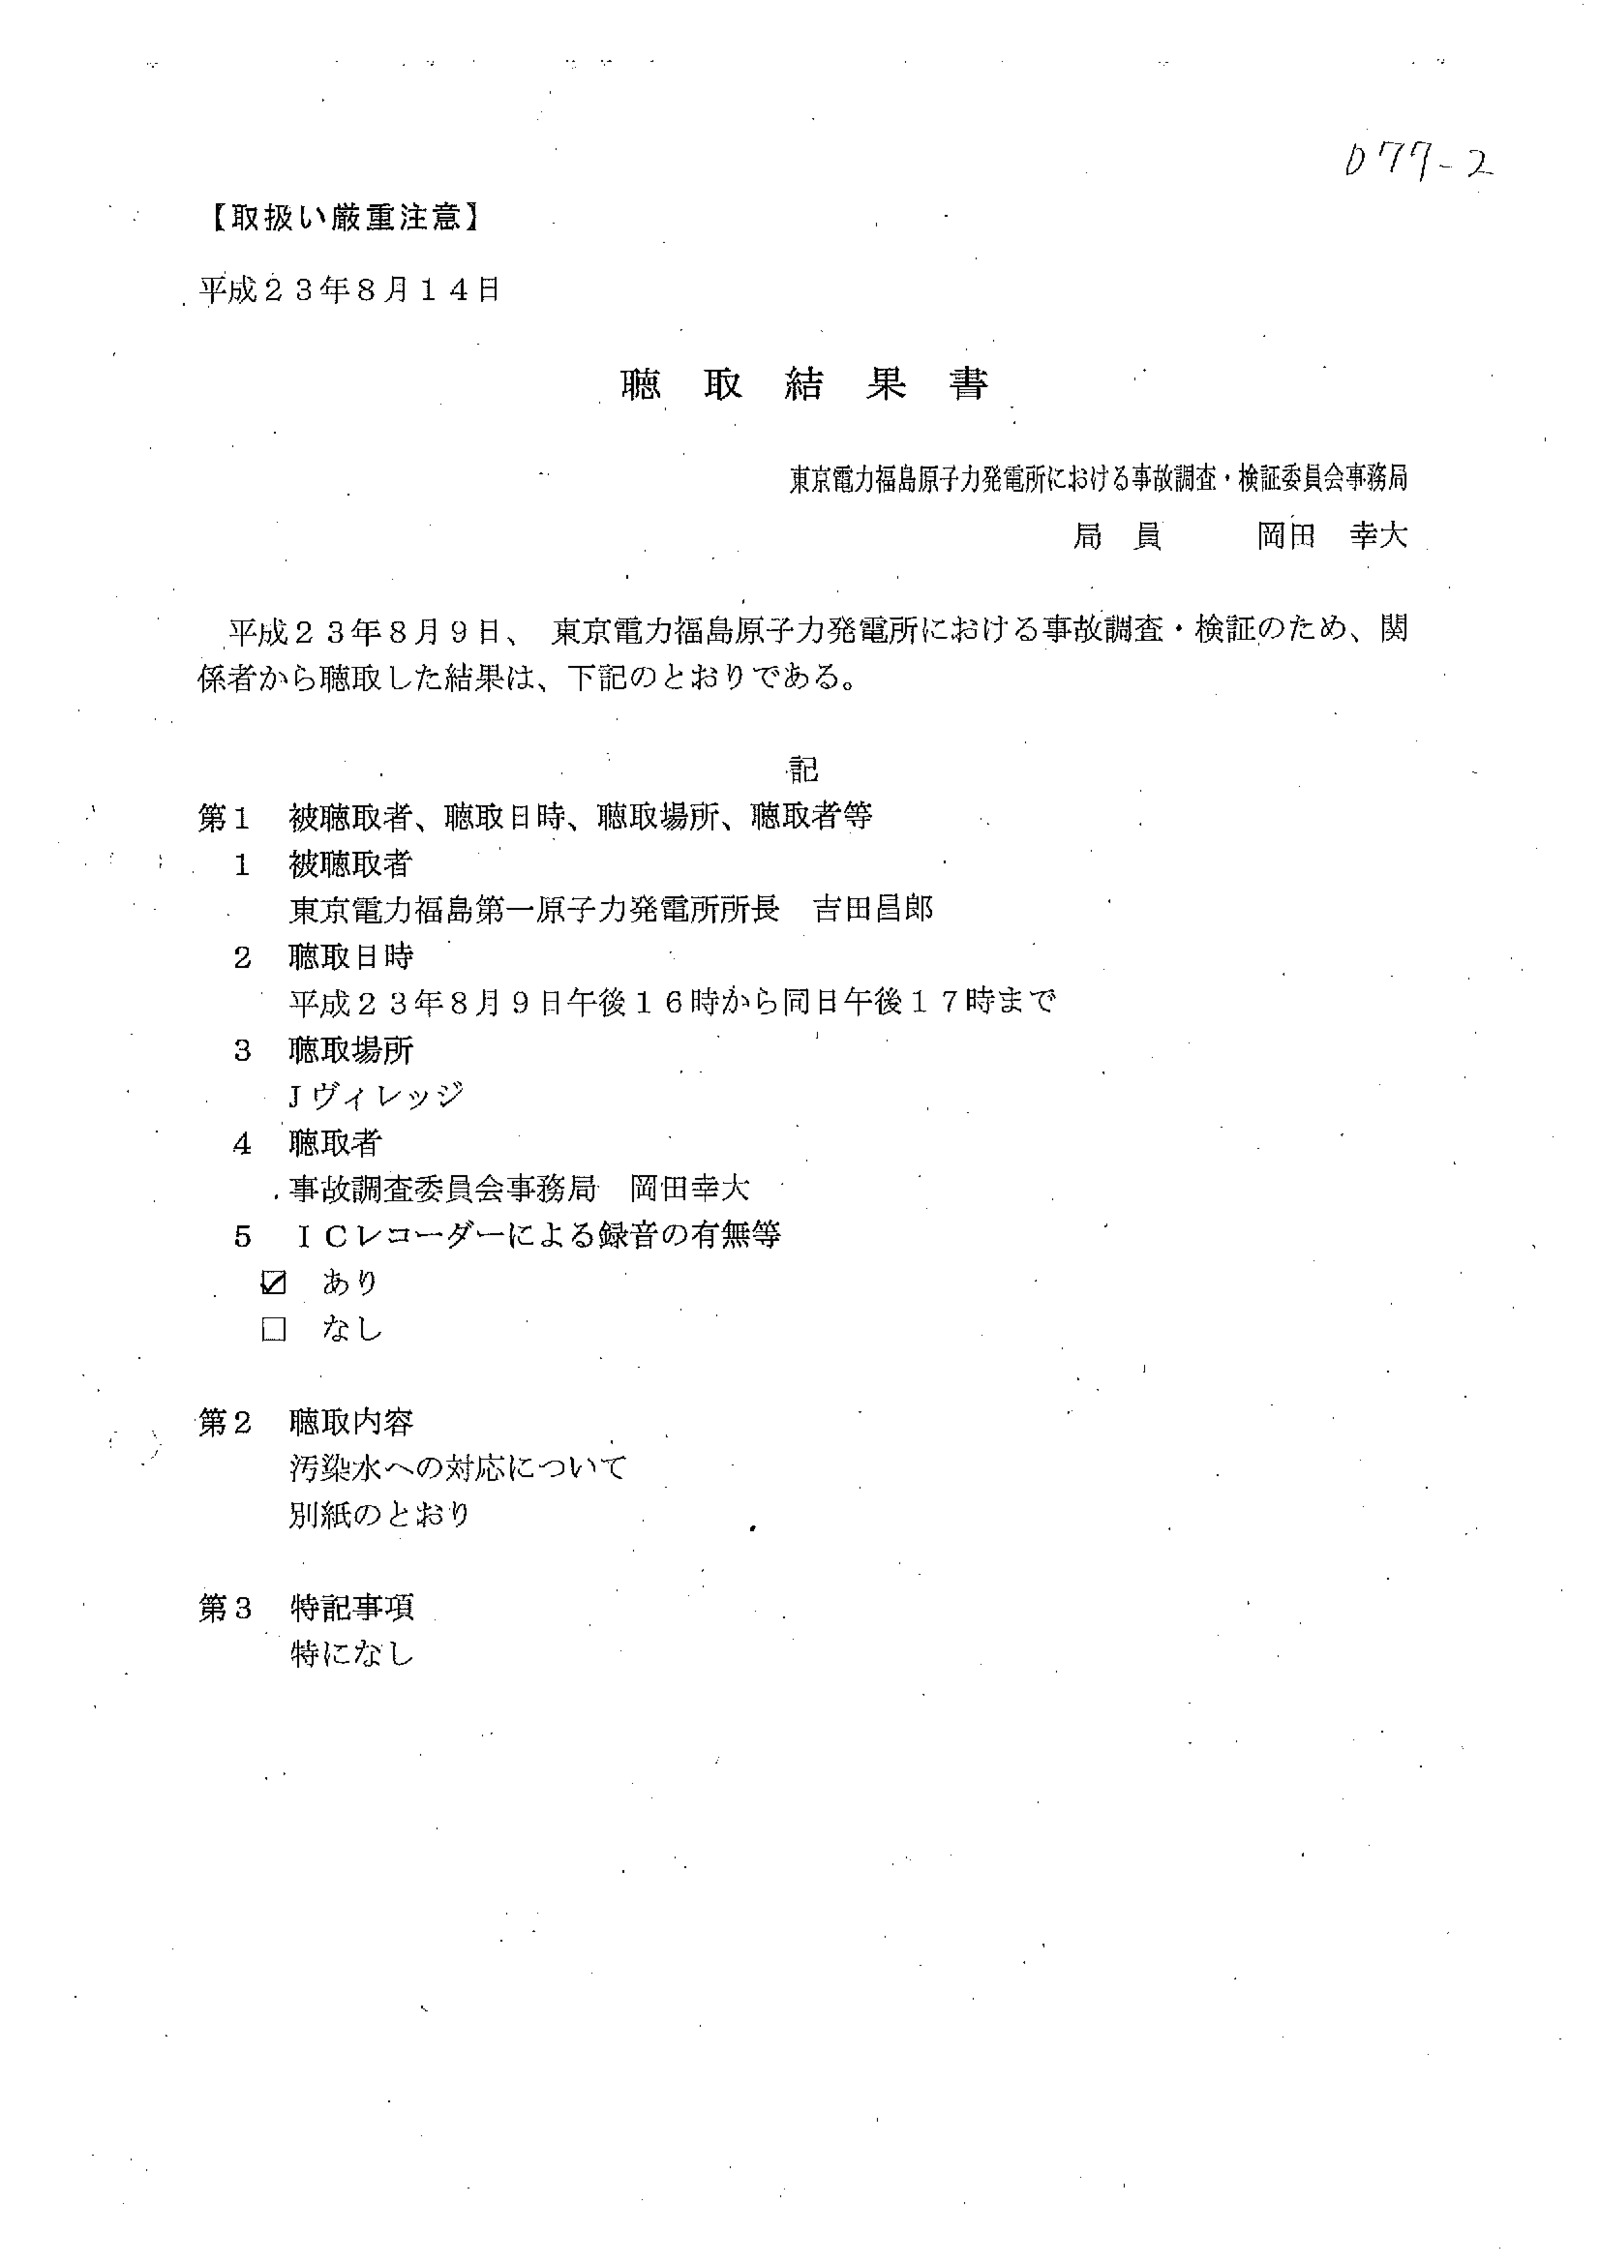 077-2
【取扱い厳重注意】
平成２３年８月１４日
聴取結果書
東京電力福島原子力発電所における事故調査・検証委員会事務局
局員　　岡田　幸大
平成２３年８月９日、 東京電力福島原子力発電所における事故調査・検証のため、関
係者から聴取した結果は、下記のとおりである。
記
第１　被聴取者、聴取日時、聴取場所、聴取者等
１　被聴取者
東京電力福島第一原子力発電所所長　吉田昌郎
２　聴取日時
平成２３年８月９日午後１６時から同日午後１７時まで
３　聴取場所
Ｊヴィレッジ
４　聴取者
事故調査委員会事務局　岡田幸大
５　ＩＣレコーダーによる録音の有無等
☑　あり
□　なし
第２　聴取内容
汚染水への対応について
別紙のとおり
第３　特記事項
特になし